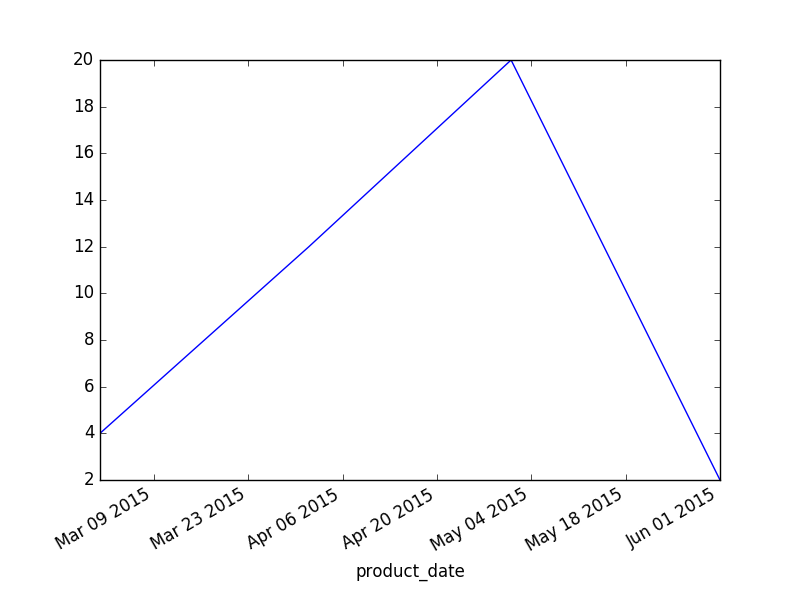 20
18
16
14
12
10
8
6
4
2
Mar 09 2015
Mar 23 2015
Apr 06 2015
Apr 20 2015
May 04 2015
May 18 2015
Jun 01 2015
product_date